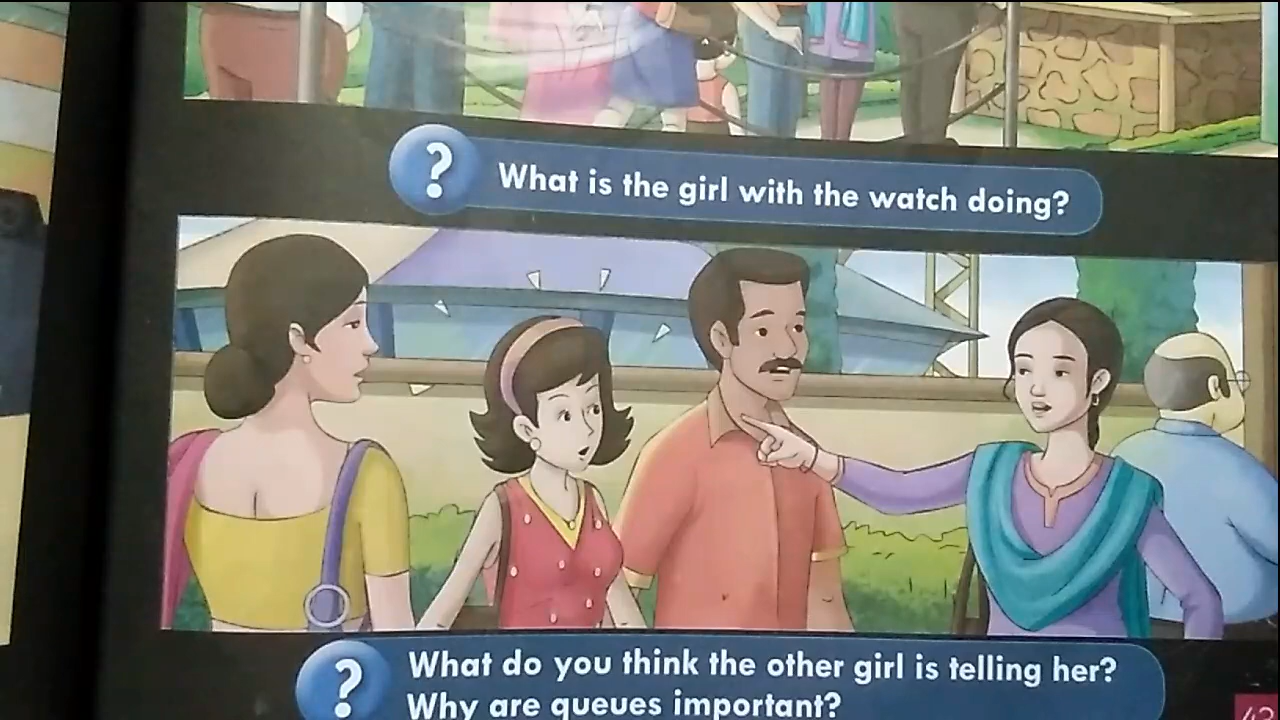 What is the girl with the watch doing?
What do you think the other girl is telling her?
Why are queues important?